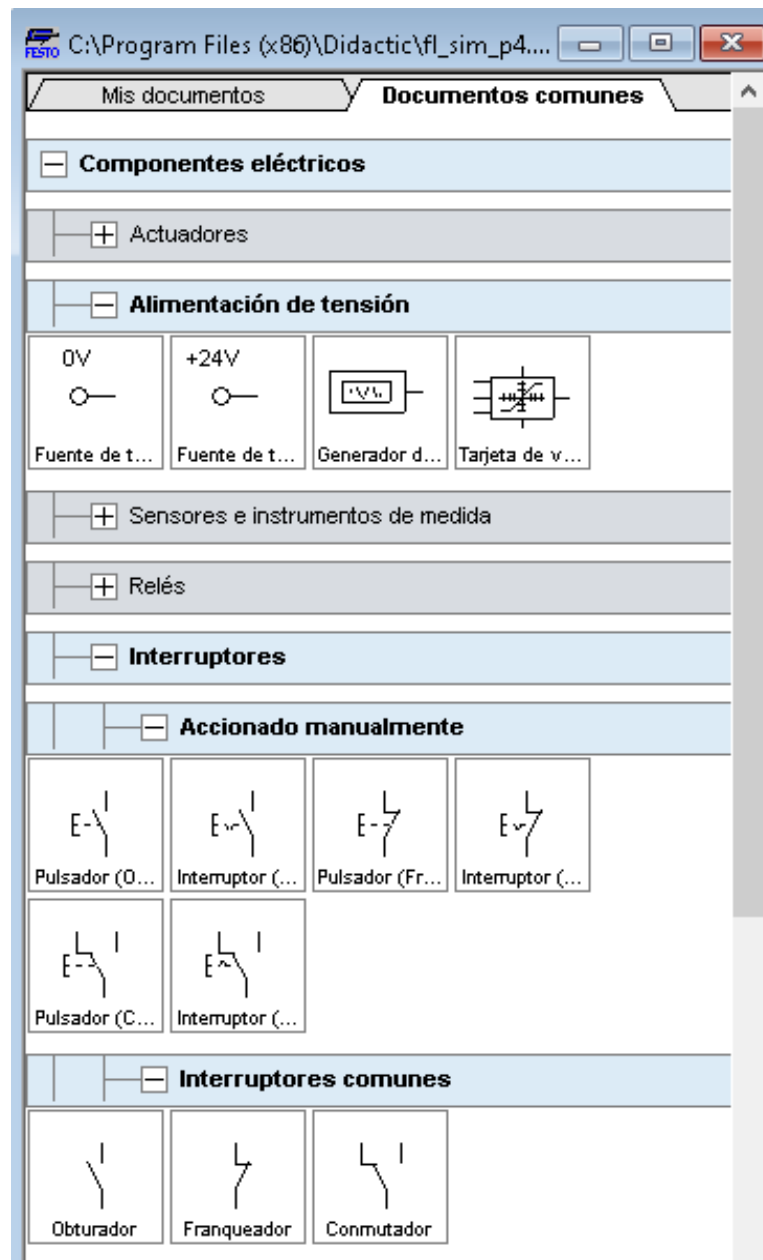 FESTO C:\Program Files (x86)\Didactic\fl_sim_p4....
Mis documentos Documentos comunes
Componentes eléctricos
Actuadores
Alimentación de tensión
0V +24V
Fuente de t... Fuente de t... Generador d... Tarjeta de v...
Sensores e instrumentos de medida
Relés
Interruptores
Accionado manualmente
Pulsador (O... Interruptor (... Pulsador (Fr... Interruptor (...
Pulsador (C... Interruptor (...
Interruptores comunes
Obturador Franqueador Conmutador